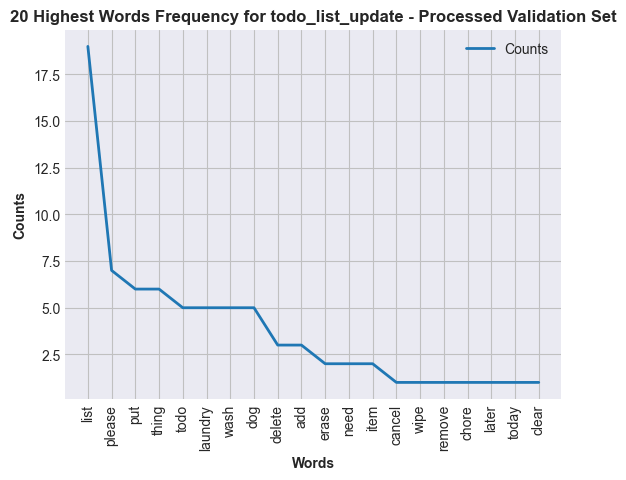 20 Highest Words Frequency for todo_list_update - Processed Validation Set
Counts
17.5
15.0
12.5
10.0
7.5
5.0
2.5
Counts
list
please
put
thing
todo
laundry
wash
dog
delete
add
erase
need
item
cancel
wipe
remove
chore
later
today
clear
Words